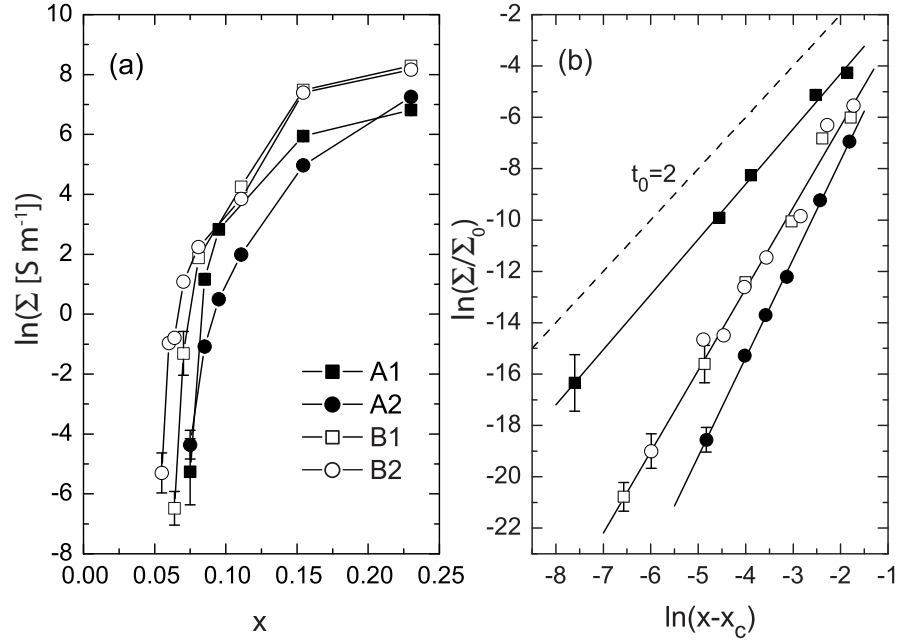 (a)
ln(Σ [S m⁻¹])
10
8
6
4
2
0
-2
-4
-6
-8
0.00 0.05 0.10 0.15 0.20 0.25
x
A1
A2
B1
B2
(b)
t₀=2
ln(Σ/Σ₀)
-2
-4
-6
-8
-10
-12
-14
-16
-18
-20
-22
-8 -7 -6 -5 -4 -3 -2 -1
ln(x-x_c)